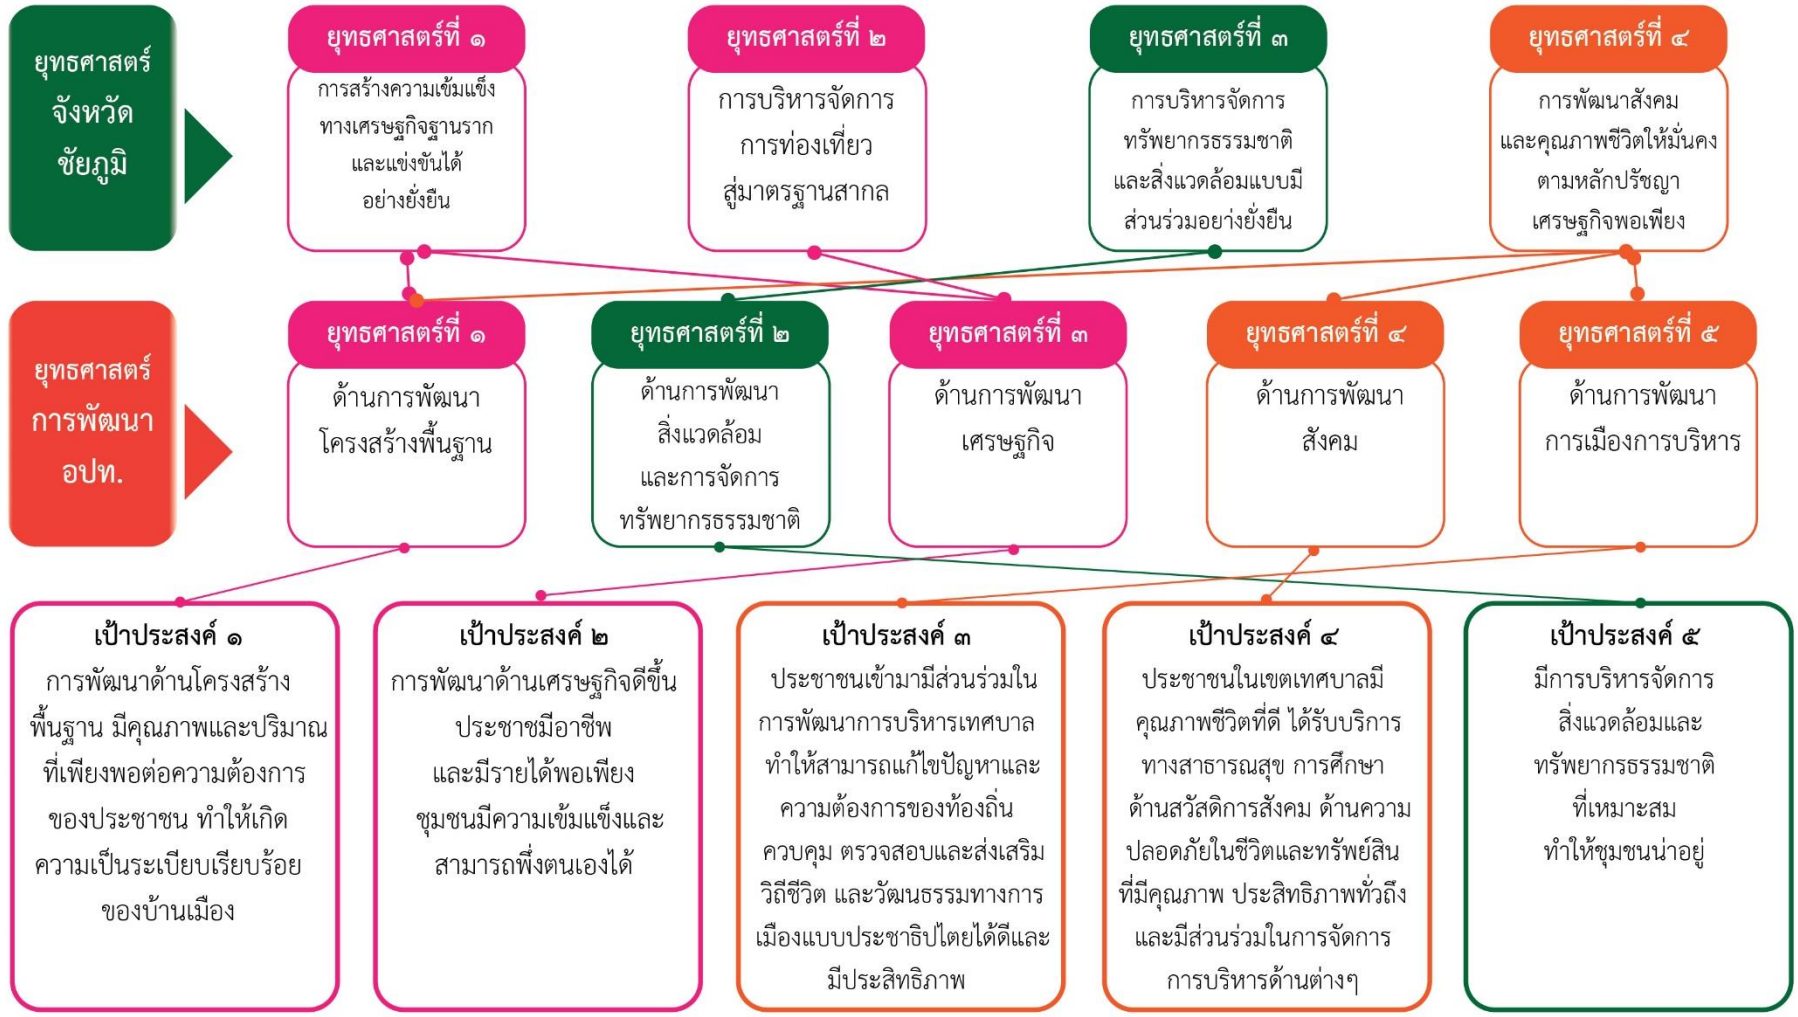 ยุทธศาสตร์
จังหวัด
ชัยภูมิ
ยุทธศาสตร์ที่ ๑
การสร้างความเข้มแข็ง
ทางเศรษฐกิจฐานราก
และแข่งขันได้
อย่างยั่งยืน
ยุทธศาสตร์ที่ ๒
การบริหารจัดการ
การท่องเที่ยว
สู่มาตรฐานสากล
ยุทธศาสตร์ที่ ๓
การบริหารจัดการ
ทรัพยากรธรรมชาติ
และสิ่งแวดล้อมแบบมี
ส่วนร่วมอย่างยั่งยืน
ยุทธศาสตร์ที่ ๔
การพัฒนาสังคม
และคุณภาพชีวิตให้มั่นคง
ตามหลักปรัชญา
เศรษฐกิจพอเพียง
ยุทธศาสตร์
การพัฒนา
อปท.
ยุทธศาสตร์ที่ ๑
ด้านการพัฒนา
โครงสร้างพื้นฐาน
ยุทธศาสตร์ที่ ๒
ด้านการพัฒนา
สิ่งแวดล้อม
และการจัดการ
ทรัพยากรธรรมชาติ
ยุทธศาสตร์ที่ ๓
ด้านการพัฒนา
เศรษฐกิจ
ยุทธศาสตร์ที่ ๔
ด้านการพัฒนา
สังคม
ยุทธศาสตร์ที่ ๕
ด้านการพัฒนา
การเมืองการบริหาร
เป้าประสงค์ ๑
การพัฒนาด้านโครงสร้าง
พื้นฐาน มีคุณภาพและปริมาณ
ที่เพียงพอต่อความต้องการ
ของประชาชน ทำให้เกิด
ความเป็นระเบียบเรียบร้อย
ของบ้านเมือง
เป้าประสงค์ ๒
การพัฒนาด้านเศรษฐกิจดีขึ้น
ประชาชมีอาชีพ
และมีรายได้พอเพียง
ชุมชนมีความเข้มแข็งและ
สามารถพึ่งตนเองได้
เป้าประสงค์ ๓
ประชาชนเข้ามามีส่วนร่วมใน
การพัฒนาการบริหารเทศบาล
ทำให้สามารถแก้ไขปัญหาและ
ความต้องการของท้องถิ่น
ควบคุม ตรวจสอบและส่งเสริม
วิถีชีวิต และวัฒนธรรมทางการ
เมืองแบบประชาธิปไตยได้ดีและ
มีประสิทธิภาพ
เป้าประสงค์ ๔
ประชาชนในเขตเทศบาลมี
คุณภาพชีวิตที่ดี ได้รับบริการ
ทางสาธารณสุข การศึกษา
ด้านสวัสดิการสังคม ด้านความ
ปลอดภัยในชีวิตและทรัพย์สิน
ที่มีคุณภาพ ประสิทธิภาพทั่วถึง
และมีส่วนร่วมในการจัดการ
การบริหารด้านต่างๆ
เป้าประสงค์ ๕
มีการบริหารจัดการ
สิ่งแวดล้อมและ
ทรัพยากรธรรมชาติ
ที่เหมาะสม
ทำให้ชุมชนน่าอยู่